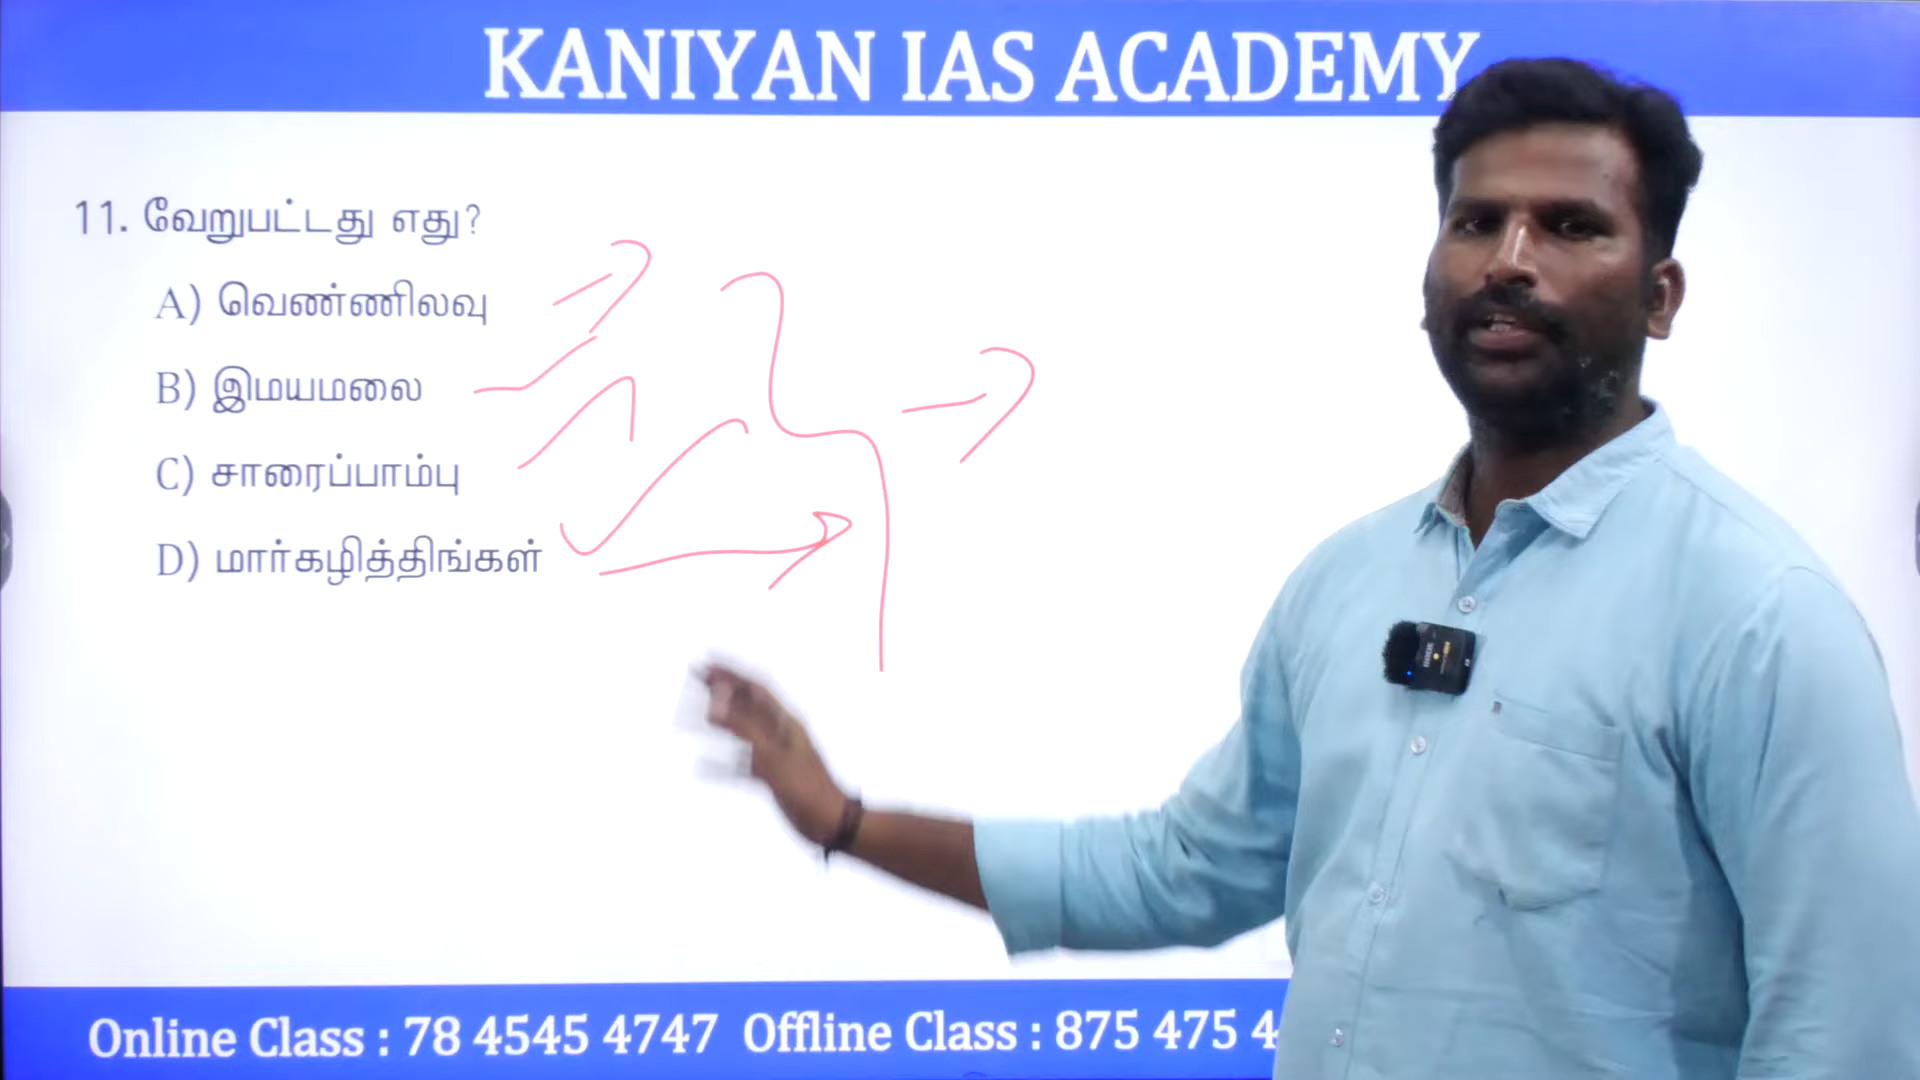 KANIYAN IAS ACADEMY
11. வேறுபட்டது எது?
A) வெண்ணிலவு
B) இமயமலை
C) சாரைப்பாம்பு
D) மார்கழித்திங்கள்
Online Class : 78 4545 4747 Offline Class : 875 475 4